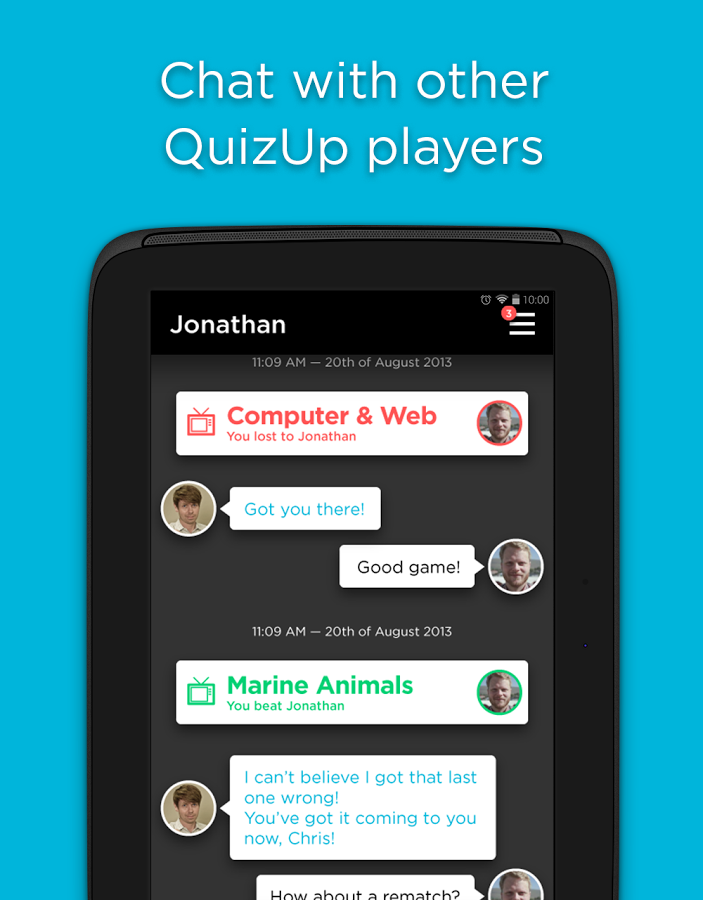 Chat with other
QuizUp players
10:00
3
Jonathan
11:09 AM — 20th of August 2013
Computer & Web
You lost to Jonathan
Got you there!
Good game!
11:09 AM — 20th of August 2013
Marine Animals
You beat Jonathan
I can’t believe I got that last
one wrong!
You’ve got it coming to you
now, Chris!
How about a rematch?